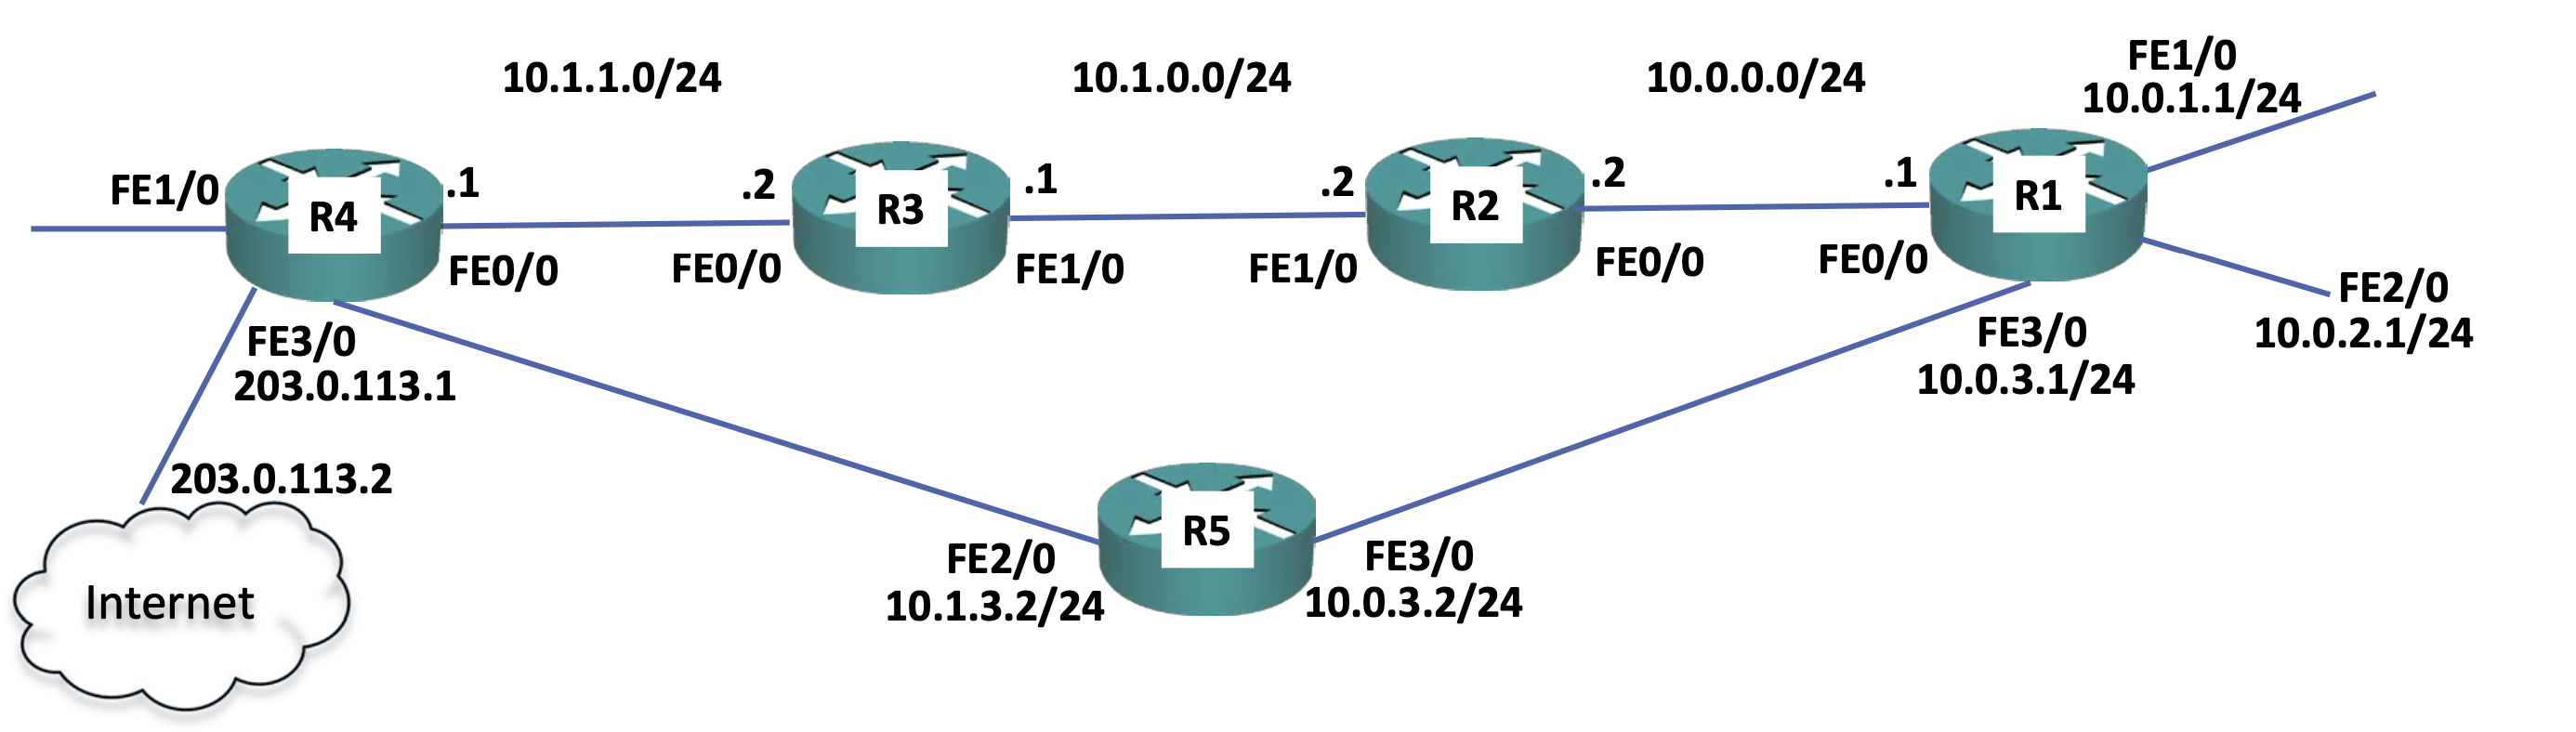 10.1.1.0/24
10.1.0.0/24
10.0.0.0/24
FE1/0
10.0.1.1/24
FE1/0
R4
.1
FE0/0
.2
FE0/0
R3
.1
FE1/0
.2
FE1/0
R2
.2
FE0/0
.1
FE0/0
R1
FE2/0
10.0.2.1/24
FE3/0
10.0.3.1/24
FE3/0
203.0.113.1
203.0.113.2
Internet
FE2/0
10.1.3.2/24
R5
FE3/0
10.0.3.2/24